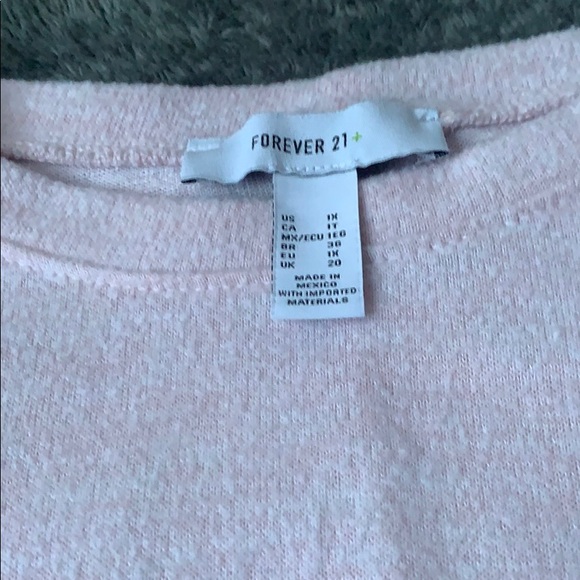 FOREVER 21+
US 1X
CA 1T
MX/ECU 1EG
BR 36
EU 1X
UK 20
MADE IN
MEXICO
WITH IMPORTED
MATERIALS